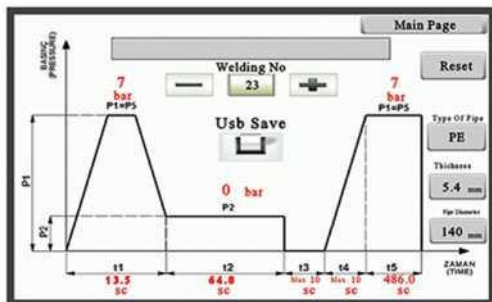 Main Page
BASINÇ
(PRESSURE)
7
bar
P1=P5
Welding No
23
7
bar
P1=P5
Reset
Usb Save
Type Of Pipe
PE
Thickness
5.4 mm
Pipe Diameter
140 mm
0 bar
P2
P1
P2
t1
t2
t3
t4
t5
13.5
sc
64.8
sc
Max 10
sc
Max 10
sc
486.0
sc
ZAMAN
(TIME)